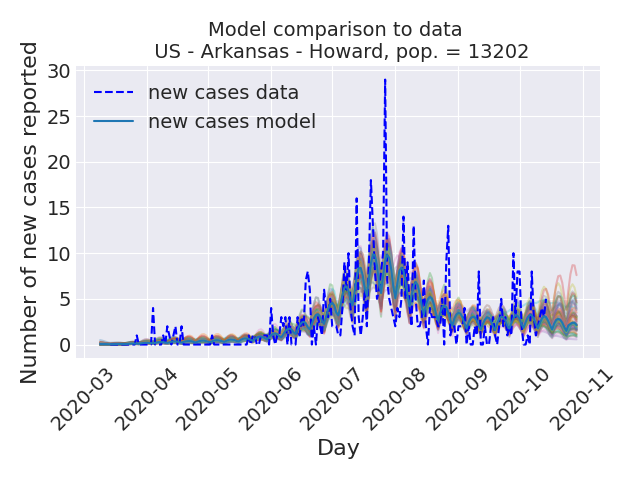 Model comparison to data
US - Arkansas - Howard, pop. = 13202
Number of new cases reported
30
25
20
15
10
5
0
new cases data
new cases model
2020-03
2020-04
2020-05
2020-06
2020-07
2020-08
2020-09
2020-10
2020-11
Day